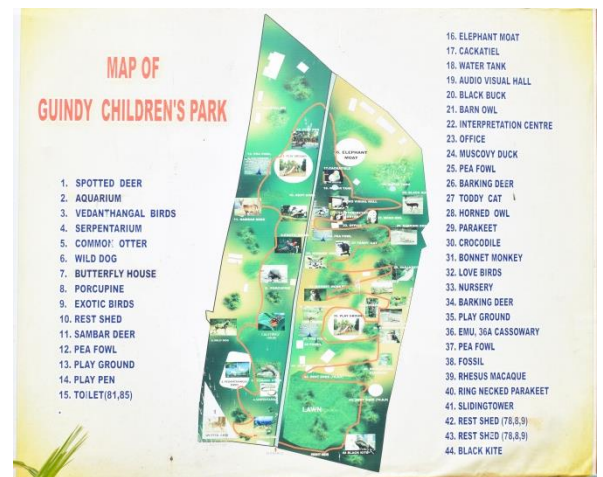 MAP OF
GUINDY CHILDREN'S PARK
1. SPOTTED DEER
2. AQUARIUM
3. VEDANTHANGAL BIRDS
4. SERPENTARIUM
5. COMMON OTTER
6. WILD DOG
7. BUTTERFLY HOUSE
8. PORCUPINE
9. EXOTIC BIRDS
10. REST SHED
11. SAMBAR DEER
12. PEA FOWL
13. PLAY GROUND
14. PLAY PEN
15. TOILET(81,85)
ELEPHANT
MOAT
LAWN
16. ELEPHANT MOAT
17. CACKATIEL
18. WATER TANK
19. AUDIO VISUAL HALL
20. BLACK BUCK
21. BARN OWL
22. INTERPRETATION CENTRE
23. OFFICE
24. MUSCOVY DUCK
25. PEA FOWL
26. BARKING DEER
27 TODDY CAT
28. HORNED OWL
29. PARAKEET
30. CROCODILE
31. BONNET MONKEY
32. LOVE BIRDS
33. NURSERY
34. BARKING DEER
35. PLAY GROUND
36. EMU, 36A CASSOWARY
37. PEA FOWL
38. FOSSIL
39. RHESUS MACAQUE
40. RING NECKED PARAKEET
41. SLIDINGTOWER
42. REST SHED (78,8,9)
43. REST SHED (78,8,9)
44. BLACK KITE